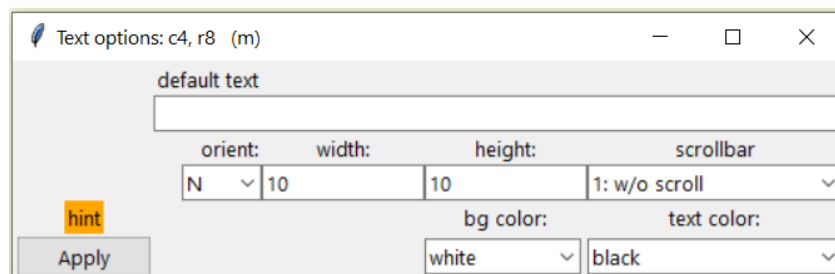 Text options: c4, r8 (m)
default text
orient: width: height: scrollbar
N 10 10 1: w/o scroll
hint bg color: text color:
Apply white black